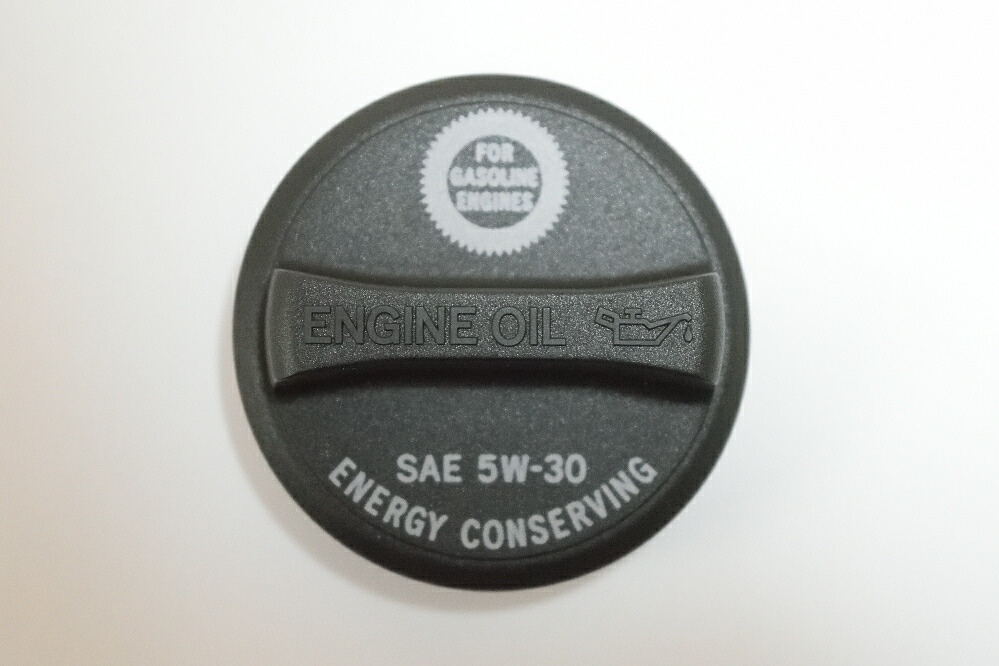 FOR
GASOLINE
ENGINES
ENGINE OIL
SAE 5W-30
ENERGY CONSERVING